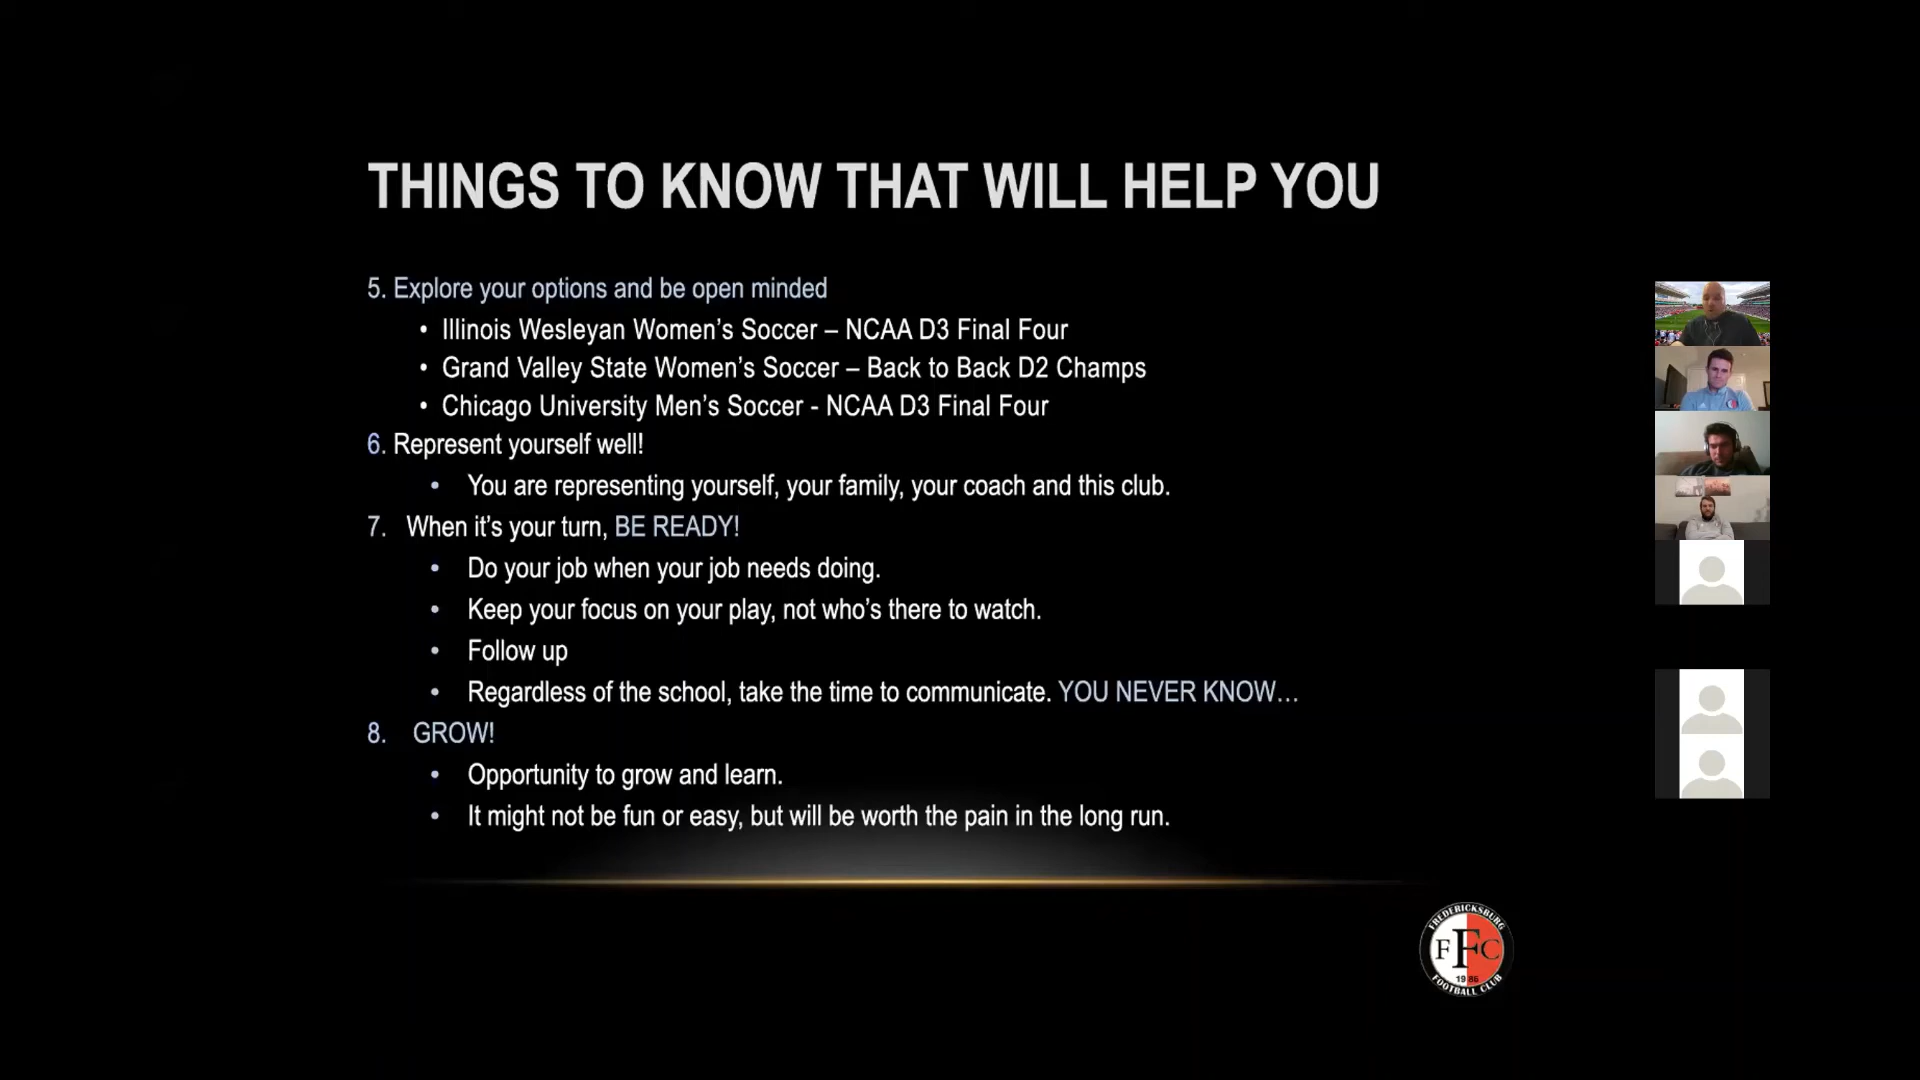 THINGS TO KNOW THAT WILL HELP YOU
5. Explore your options and be open minded
• Illinois Wesleyan Women’s Soccer – NCAA D3 Final Four
• Grand Valley State Women’s Soccer – Back to Back D2 Champs
• Chicago University Men’s Soccer - NCAA D3 Final Four
6. Represent yourself well!
• You are representing yourself, your family, your coach and this club.
7. When it’s your turn, BE READY!
• Do your job when your job needs doing.
• Keep your focus on your play, not who’s there to watch.
• Follow up
• Regardless of the school, take the time to communicate. YOU NEVER KNOW…
8. GROW!
• Opportunity to grow and learn.
• It might not be fun or easy, but will be worth the pain in the long run.
FREDERICKSBURG
FFC
1986
FOOTBALL CLUB